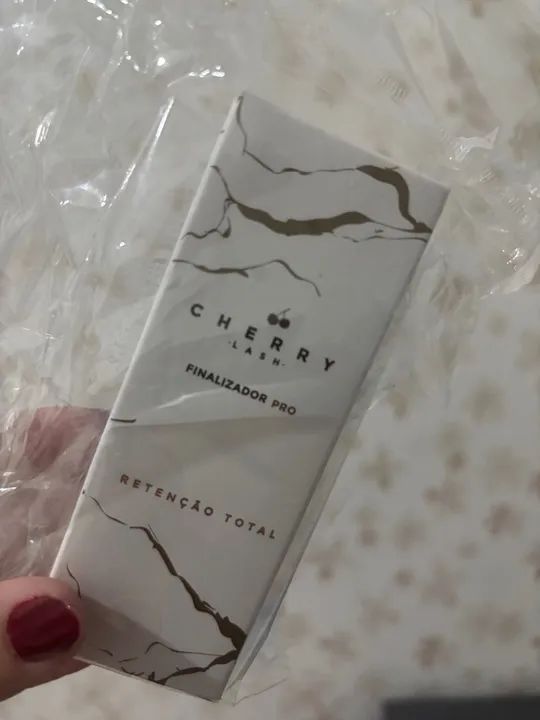 CHERRY
·LASH·
FINALIZADOR PRO
RETENÇÃO TOTAL